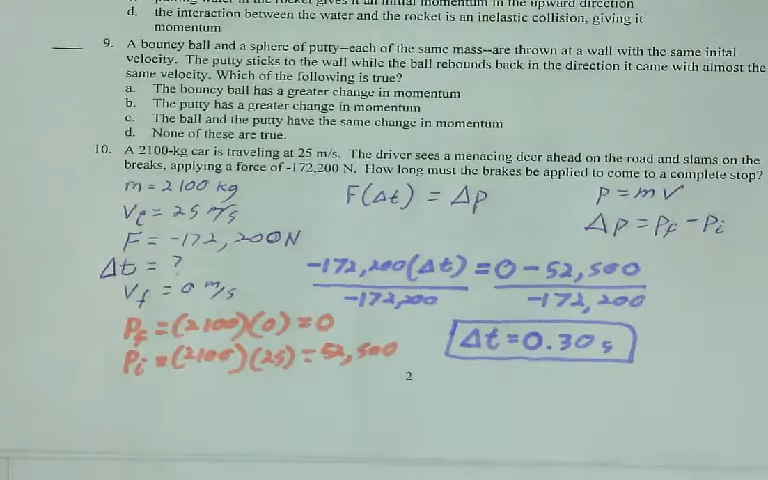 momentum in the upward direction
d. the interaction between the water and the rocket is an inelastic collision, giving it
momentum
9. A bouncy ball and a sphere of putty--each of the same mass--are thrown at a wall with the same inital
velocity. The putty sticks to the wall while the ball rebounds back in the direction it came with almost the
same velocity. Which of the following is true?
a. The bouncy ball has a greater change in momentum
b. The putty has a greater change in momentum
c. The ball and the putty have the same change in momentum
d. None of these are true.
10. A 2100-kg car is traveling at 25 m/s. The driver sees a menacing deer ahead on the road and slams on the
breaks, applying a force of -172,200 N. How long must the brakes be applied to come to a complete stop?
m = 2100 kg
F(Δt) = Δp
p = mv
V = 25 m/s
Δp = Pf - Pi
F = -172,200N
Δt = ?
-172,200(Δt) = 0 - 52,500
-172,200 -172,200
Vf = 0 m/s
Pf = (2100)(0) = 0
Δt = 0.30 s
Pi = (2100)(25) = 52,500
2